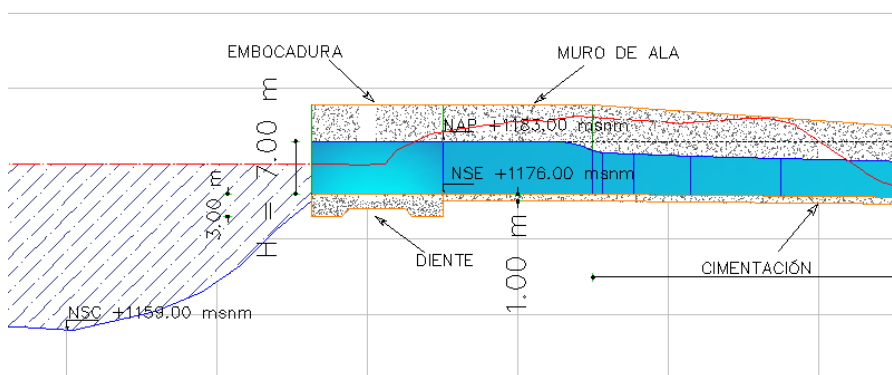 EMBOCADURA
MURO DE ALA
NAP +1183.00 msnm
H = 7.00 m
NSE +1176.00 msnm
3.00 m
1.00 m
DIENTE
CIMENTACIÓN
NSC +1159.00 msnm